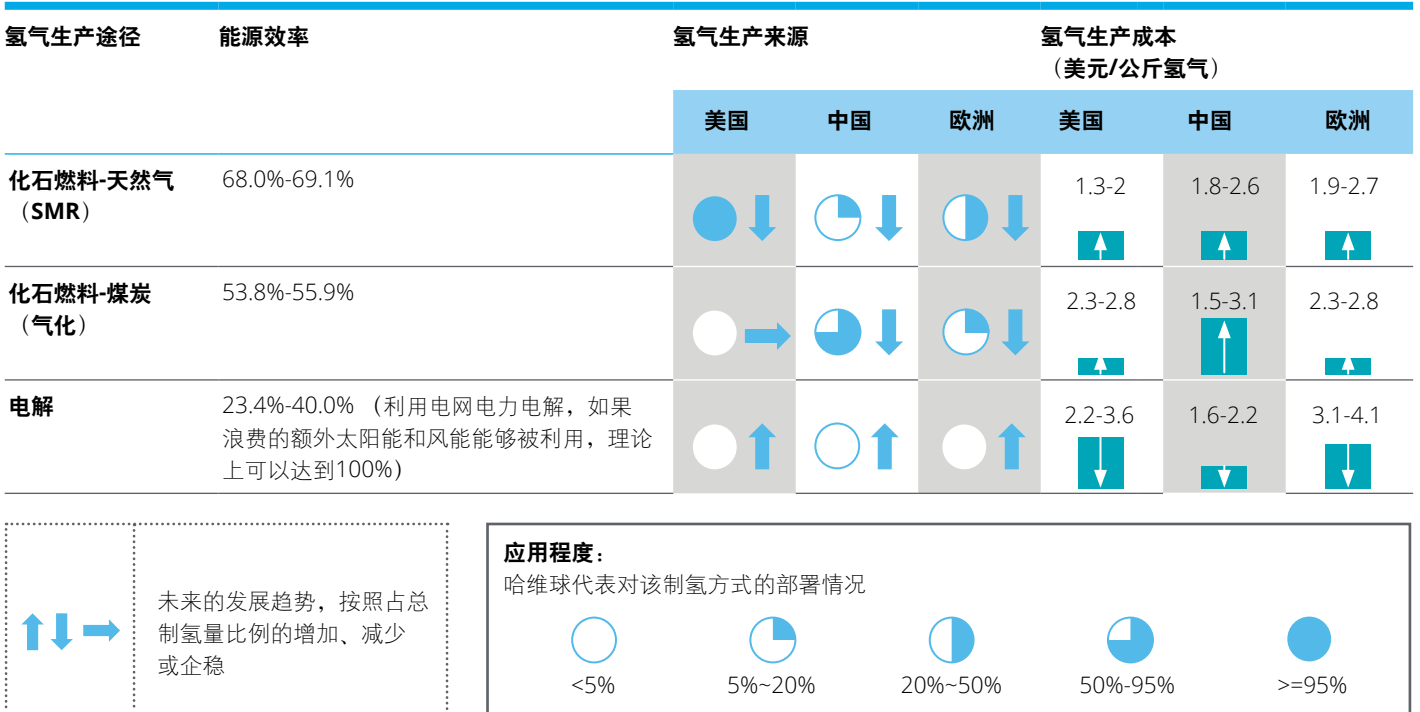 氢气生产途径 能源效率 氢气生产来源 氢气生产成本
（美元/公斤氢气）
美国 中国 欧洲 美国 中国 欧洲
化石燃料-天然气 68.0%-69.1% 1.3-2 1.8-2.6 1.9-2.7
（SMR）
化石燃料-煤炭 53.8%-55.9% 2.3-2.8 1.5-3.1 2.3-2.8
（气化）
电解 23.4%-40.0% （利用电网电力电解，如果 2.2-3.6 1.6-2.2 3.1-4.1
浪费的额外太阳能和风能能够被利用，理论
上可以达到100%）
未来的发展趋势，按照占总
制氢量比例的增加、减少
或企稳
应用程度：
哈维球代表对该制氢方式的部署情况
<5% 5%~20% 20%~50% 50%-95% >=95%